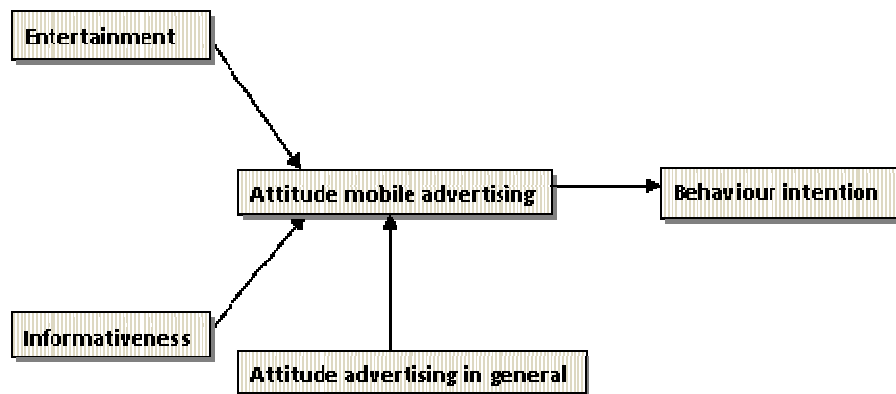 Entertainment
Attitude mobile advertising
Behaviour intention
Informativeness
Attitude advertising in general